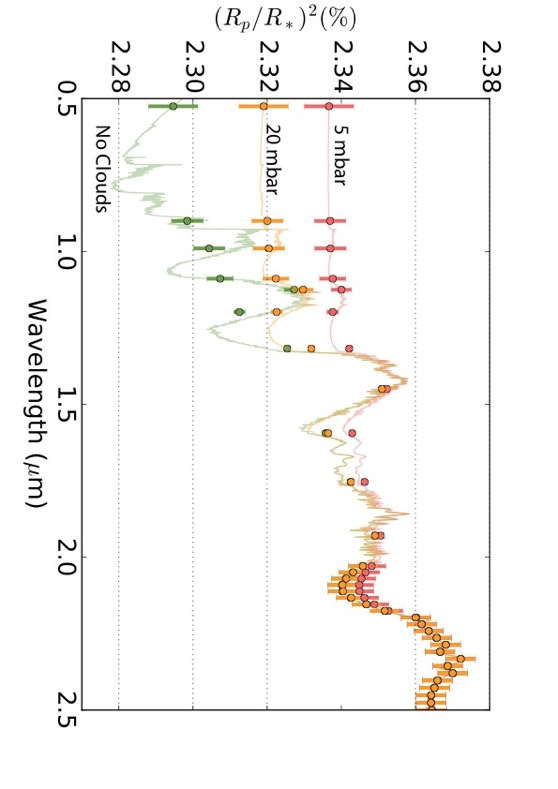 (R_p/R_*)^2(%)
2.38
2.36
2.34
2.32
2.30
2.28
5 mbar
20 mbar
No Clouds
0.5
1.0
1.5
2.0
2.5
Wavelength (μm)